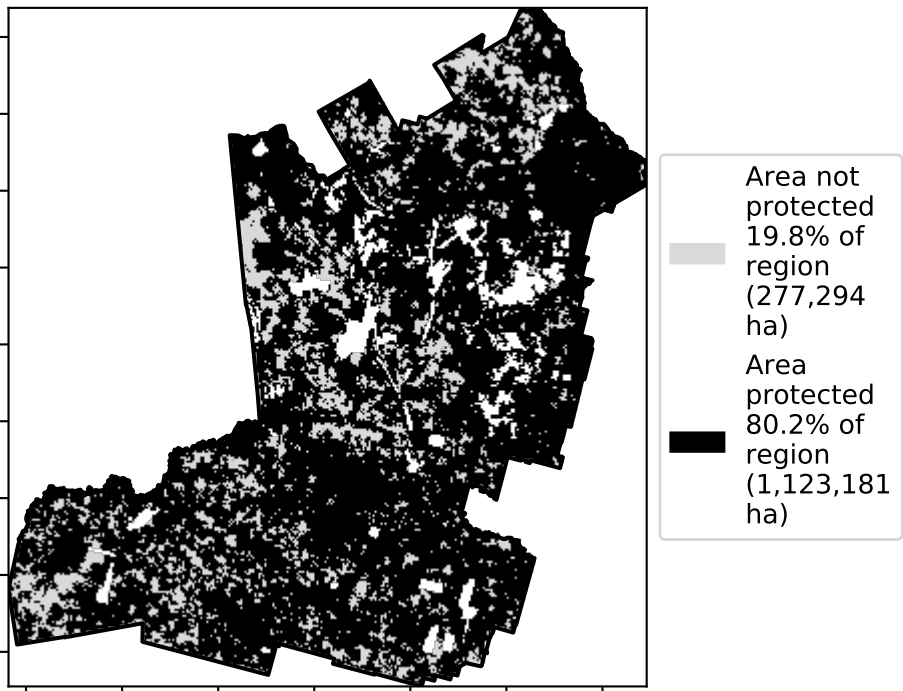 Area not
protected
19.8% of
region
(277,294
ha)
Area
protected
80.2% of
region
(1,123,181
ha)